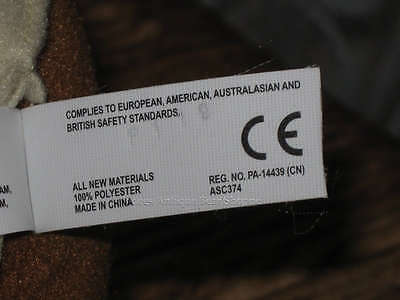 COMPLIES TO EUROPEAN, AMERICAN, AUSTRALASIAN AND
BRITISH SAFETY STANDARDS.
CE
ALL NEW MATERIALS
100% POLYESTER
MADE IN CHINA
REG. NO. PA-14439 (CN)
ASC374
AM,
M,